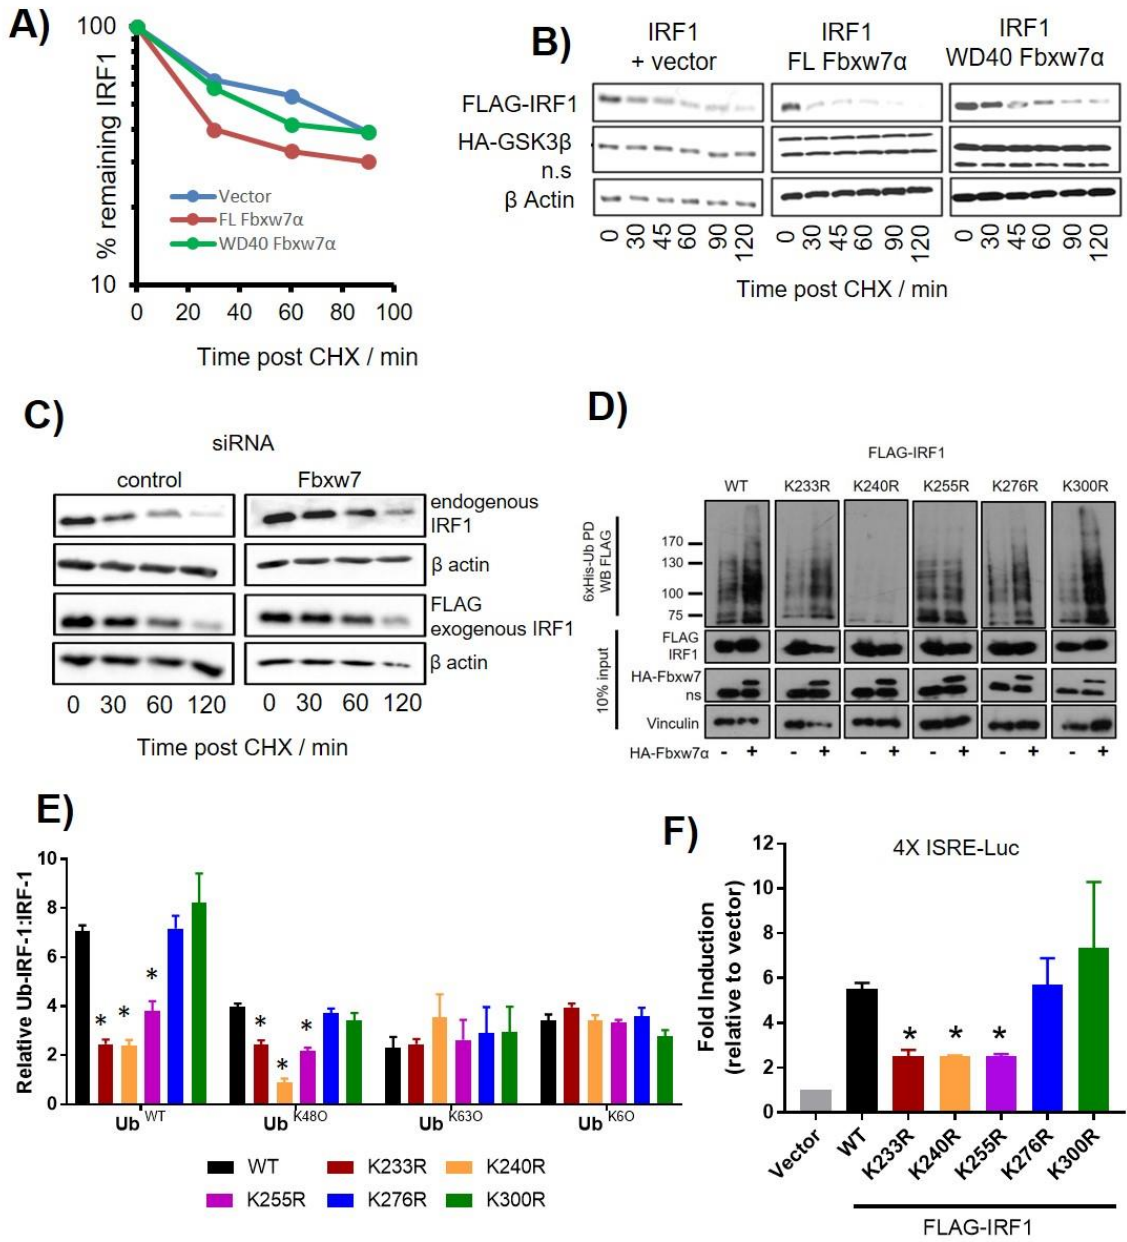 A)
100
10
% remaining IRF1
Vector
FL Fbxw7α
WD40 Fbxw7α
0 20 40 60 80 100
Time post CHX / min
B)
IRF1
+ vector
IRF1
FL Fbxw7α
IRF1
WD40 Fbxw7α
FLAG-IRF1
HA-GSK3β
n.s
β Actin
0 30 45 60 90 120
0 30 45 60 90 120
0 30 45 60 90 120
Time post CHX / min
C)
siRNA
control
Fbxw7
endogenous
IRF1
β actin
FLAG
exogenous IRF1
β actin
0 30 60 120
0 30 60 120
Time post CHX / min
D)
FLAG-IRF1
WT K233R K240R K255R K276R K300R
6xHis-Ub PD
WB FLAG
170
130
100
75
10% input
FLAG
IRF1
HA-Fbxw7
ns
Vinculin
HA-Fbxw7α - + - + - + - + - + - +
E)
Relative Ub-IRF-1:IRF-1
10
8
6
4
2
0
* * *
* * *
Ub WT
Ub K48O
Ub K63O
Ub K6O
WT K233R K240R
K255R K276R K300R
F)
4X ISRE-Luc
Fold Induction
(relative to vector)
12
10
8
6
4
2
0
* * *
Vector WT K233R K240R K255R K276R K300R
FLAG-IRF1